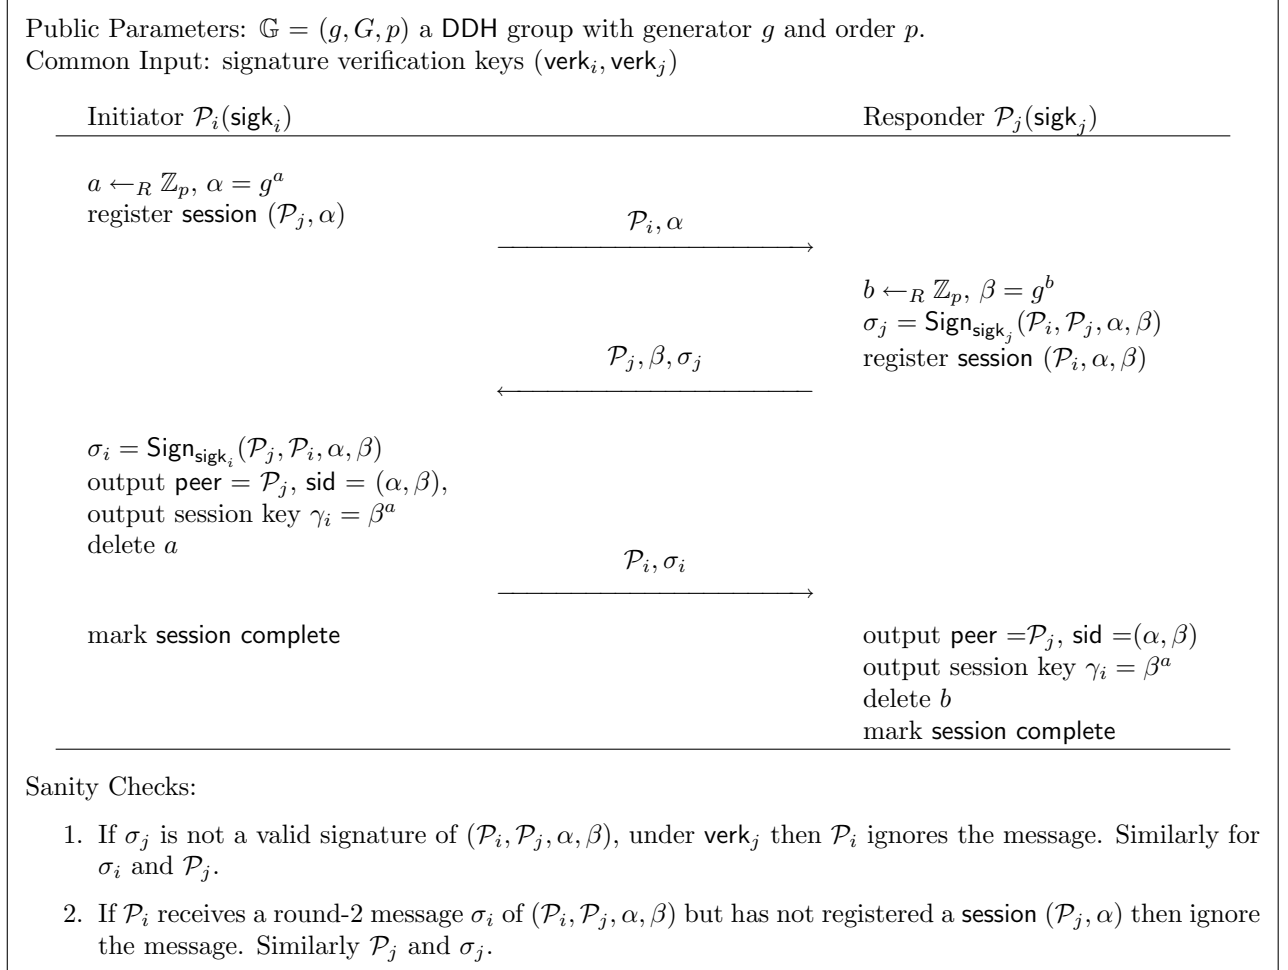 Public Parameters: 𝔾 = (g, G, p) a DDH group with generator g and order p.
Common Input: signature verification keys (verk_i, verk_j)
Initiator 𝒫_i(sigk_i)
Responder 𝒫_j(sigk_j)
a ←_R ℤ_p, α = g^a
register session (𝒫_j, α)
𝒫_i, α
b ←_R ℤ_p, β = g^b
σ_j = Sign_{sigk_j}(𝒫_i, 𝒫_j, α, β)
register session (𝒫_i, α, β)
𝒫_j, β, σ_j
σ_i = Sign_{sigk_i}(𝒫_j, 𝒫_i, α, β)
output peer = 𝒫_j, sid = (α, β),
output session key γ_i = β^a
delete a
𝒫_i, σ_i
mark session complete
output peer =𝒫_j, sid =(α, β)
output session key γ_i = β^a
delete b
mark session complete
Sanity Checks:
1. If σ_j is not a valid signature of (𝒫_i, 𝒫_j, α, β), under verk_j then 𝒫_i ignores the message. Similarly for
σ_i and 𝒫_j.
2. If 𝒫_i receives a round-2 message σ_i of (𝒫_i, 𝒫_j, α, β) but has not registered a session (𝒫_j, α) then ignore
the message. Similarly 𝒫_j and σ_j.